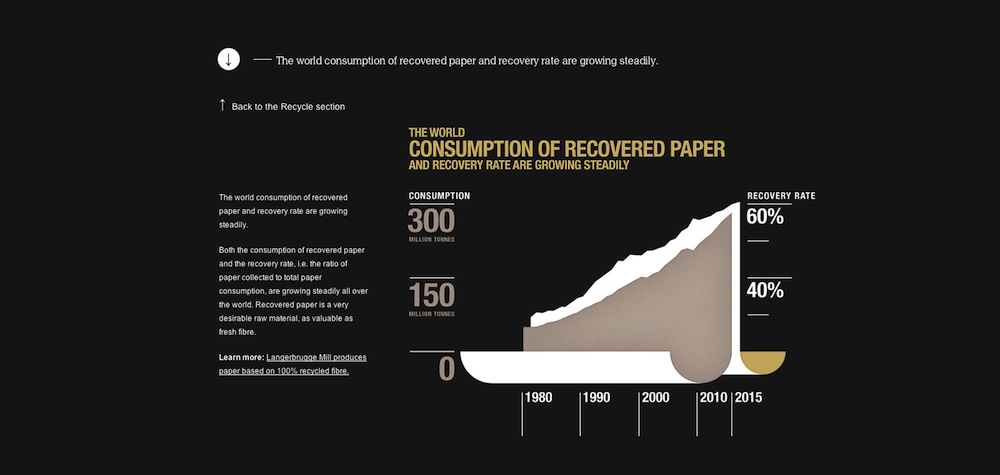 The world consumption of recovered paper and recovery rate are growing steadily.
Back to the Recycle section
THE WORLD
CONSUMPTION OF RECOVERED PAPER
AND RECOVERY RATE ARE GROWING STEADILY
The world consumption of recovered
paper and recovery rate are growing
steadily.
Both the consumption of recovered paper
and the recovery rate, i.e. the ratio of
paper collected to total paper
consumption, are growing steadily all over
the world. Recovered paper is a very
desirable raw material, as valuable as
fresh fibre.
Learn more: Langerbrugge Mill produces
paper based on 100% recycled fibre.
CONSUMPTION
300
MILLION TONNES
150
MILLION TONNES
0
RECOVERY RATE
60%
40%
1980 1990 2000 2010 2015